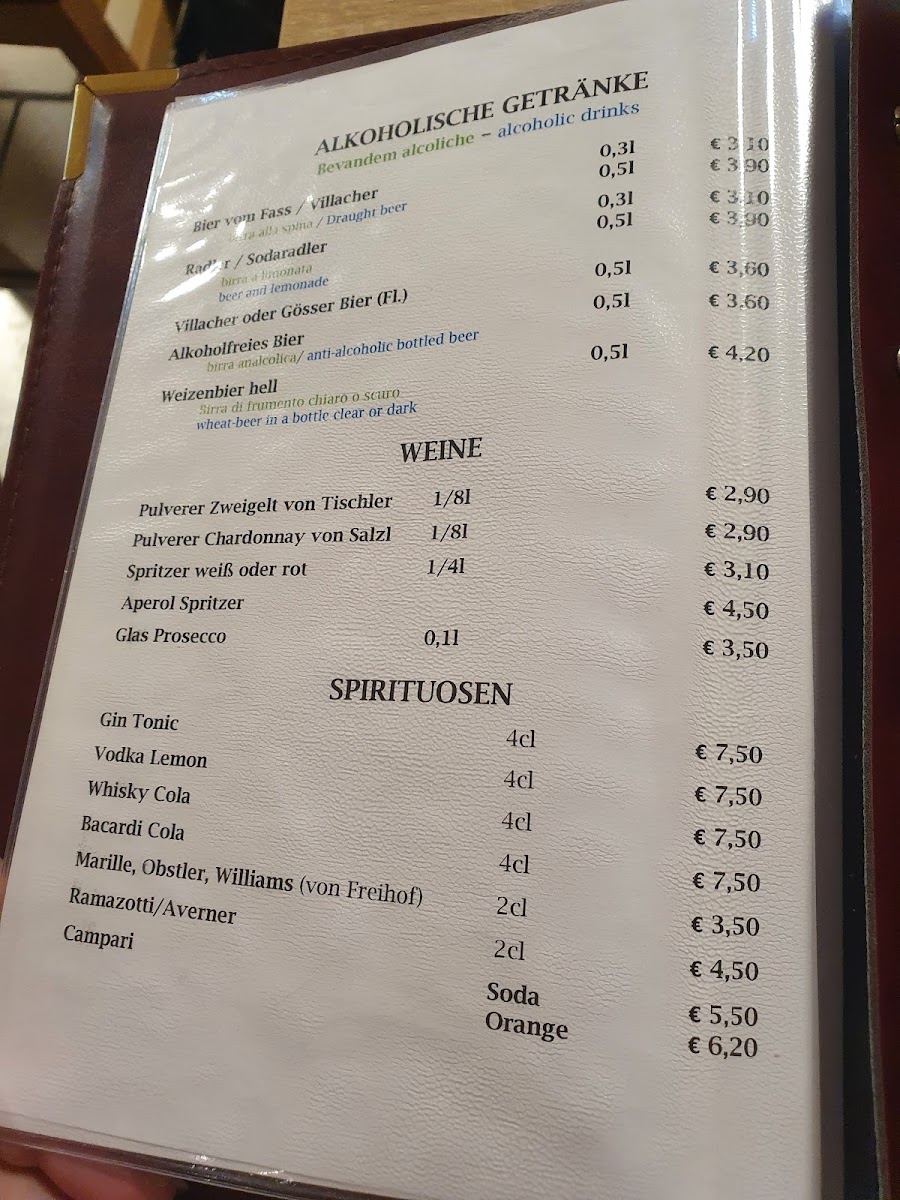 ALKOHOLISCHE GETRÄNKE
Bevandem alcoliche – alcoholic drinks
Bier vom Fass / Villacher 0,3l € 3,10
birra alla spina / Draught beer 0,5l € 3,90
Radler / Sodaradler 0,3l € 3.10
birra a limonata 0,5l € 3,90
beer and lemonade
Villacher oder Gösser Bier (Fl.) 0,5l € 3,60
Alkoholfreies Bier 0,5l € 3.60
birra analcolica/ anti-alcoholic bottled beer
Weizenbier hell 0,5l € 4,20
Birra di frumento chiaro o scuro
wheat-beer in a bottle clear or dark
WEINE
Pulverer Zweigelt von Tischler 1/8l € 2,90
Pulverer Chardonnay von Salzl 1/8l € 2,90
Spritzer weiß oder rot 1/4l € 3,10
Aperol Spritzer € 4,50
Glas Prosecco 0,1l € 3,50
SPIRITUOSEN
Gin Tonic 4cl € 7,50
Vodka Lemon 4cl € 7,50
Whisky Cola 4cl € 7,50
Bacardi Cola 4cl € 7,50
Marille, Obstler, Williams (von Freihof) 2cl € 3,50
Ramazotti/Averner 2cl € 4,50
Campari Soda € 5,50
Orange € 6,20